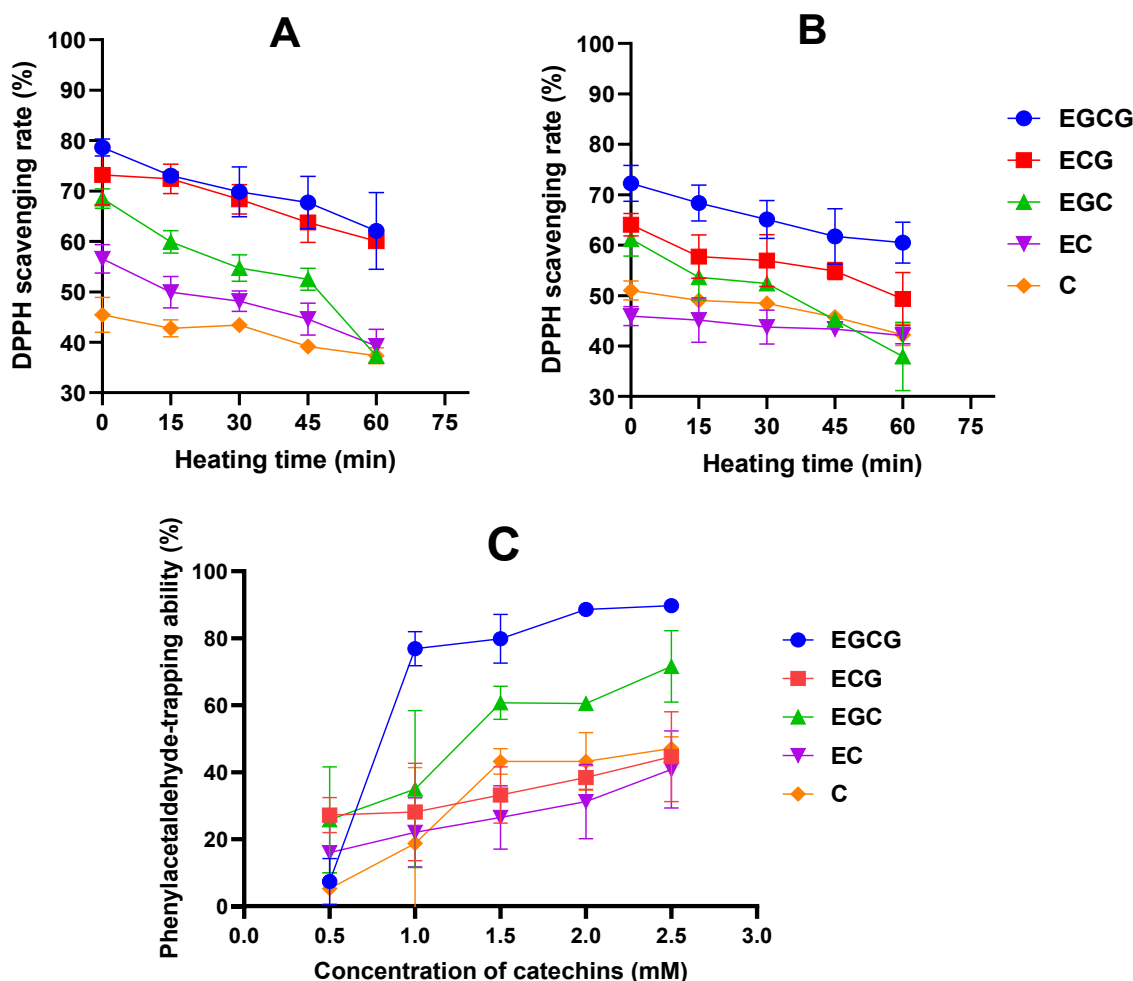 A
100
90
80
70
60
50
40
30
DPPH scavenging rate (%)
0 15 30 45 60 75
Heating time (min)
B
100
90
80
70
60
50
40
30
DPPH scavenging rate (%)
0 15 30 45 60 75
Heating time (min)
EGCG
ECG
EGC
EC
C
C
100
80
60
40
20
0
Phenylacetaldehyde-trapping ability (%)
0.0 0.5 1.0 1.5 2.0 2.5 3.0
Concentration of catechins (mM)
EGCG
ECG
EGC
EC
C